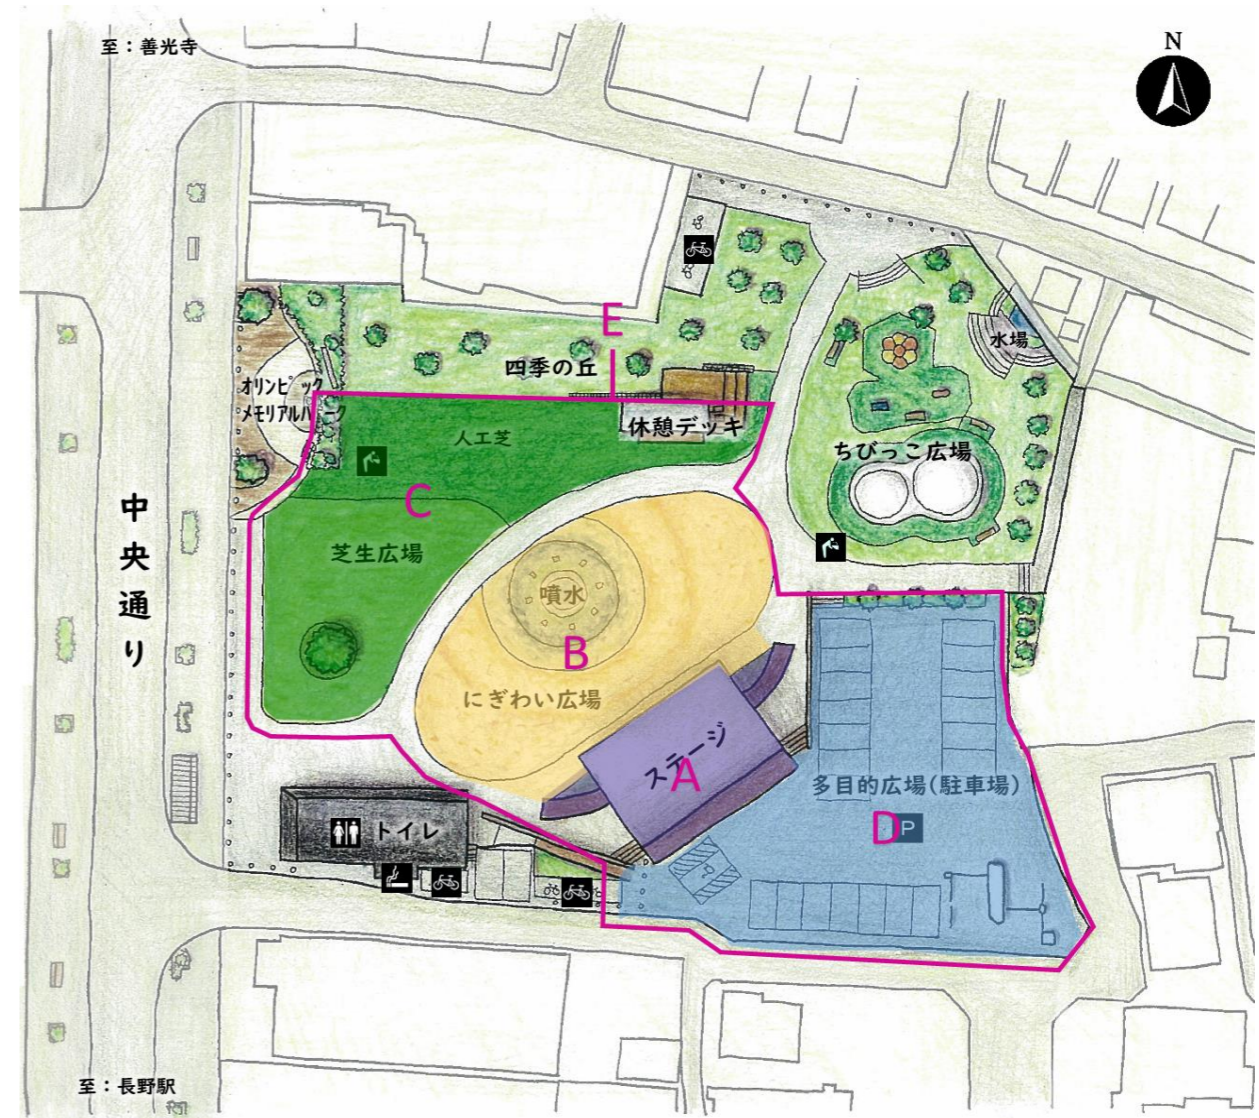 至：善光寺
N
E
四季の丘
水場
オリンピック
メモリアルパーク
休憩デッキ
人工芝
ちびっこ広場
C
中央通り
芝生広場
噴水
B
にぎわい広場
ステージ
A
多目的広場(駐車場)
D
P
トイレ
至：長野駅